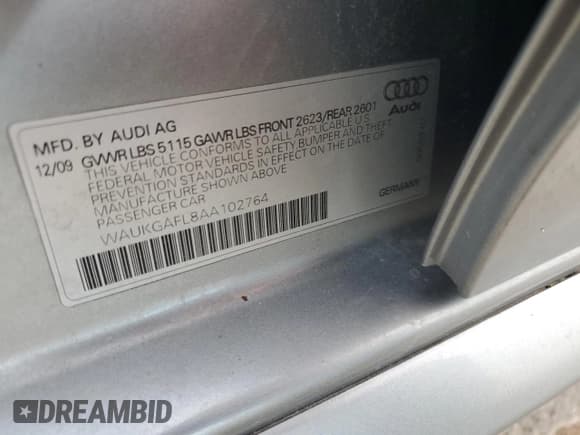 MFD. BY AUDI AG
12/09 GVWR LBS 5115 GAWR LBS FRONT 2623/REAR 2601
THIS VEHICLE CONFORMS TO ALL APPLICABLE U.S.
FEDERAL MOTOR VEHICLE SAFETY, BUMPER AND THEFT
PREVENTION STANDARDS IN EFFECT ON THE DATE OF
MANUFACTURE SHOWN ABOVE
PASSENGER CAR
WAUKGAFL8AA102764
Audi
GERMANY
DREAMBID